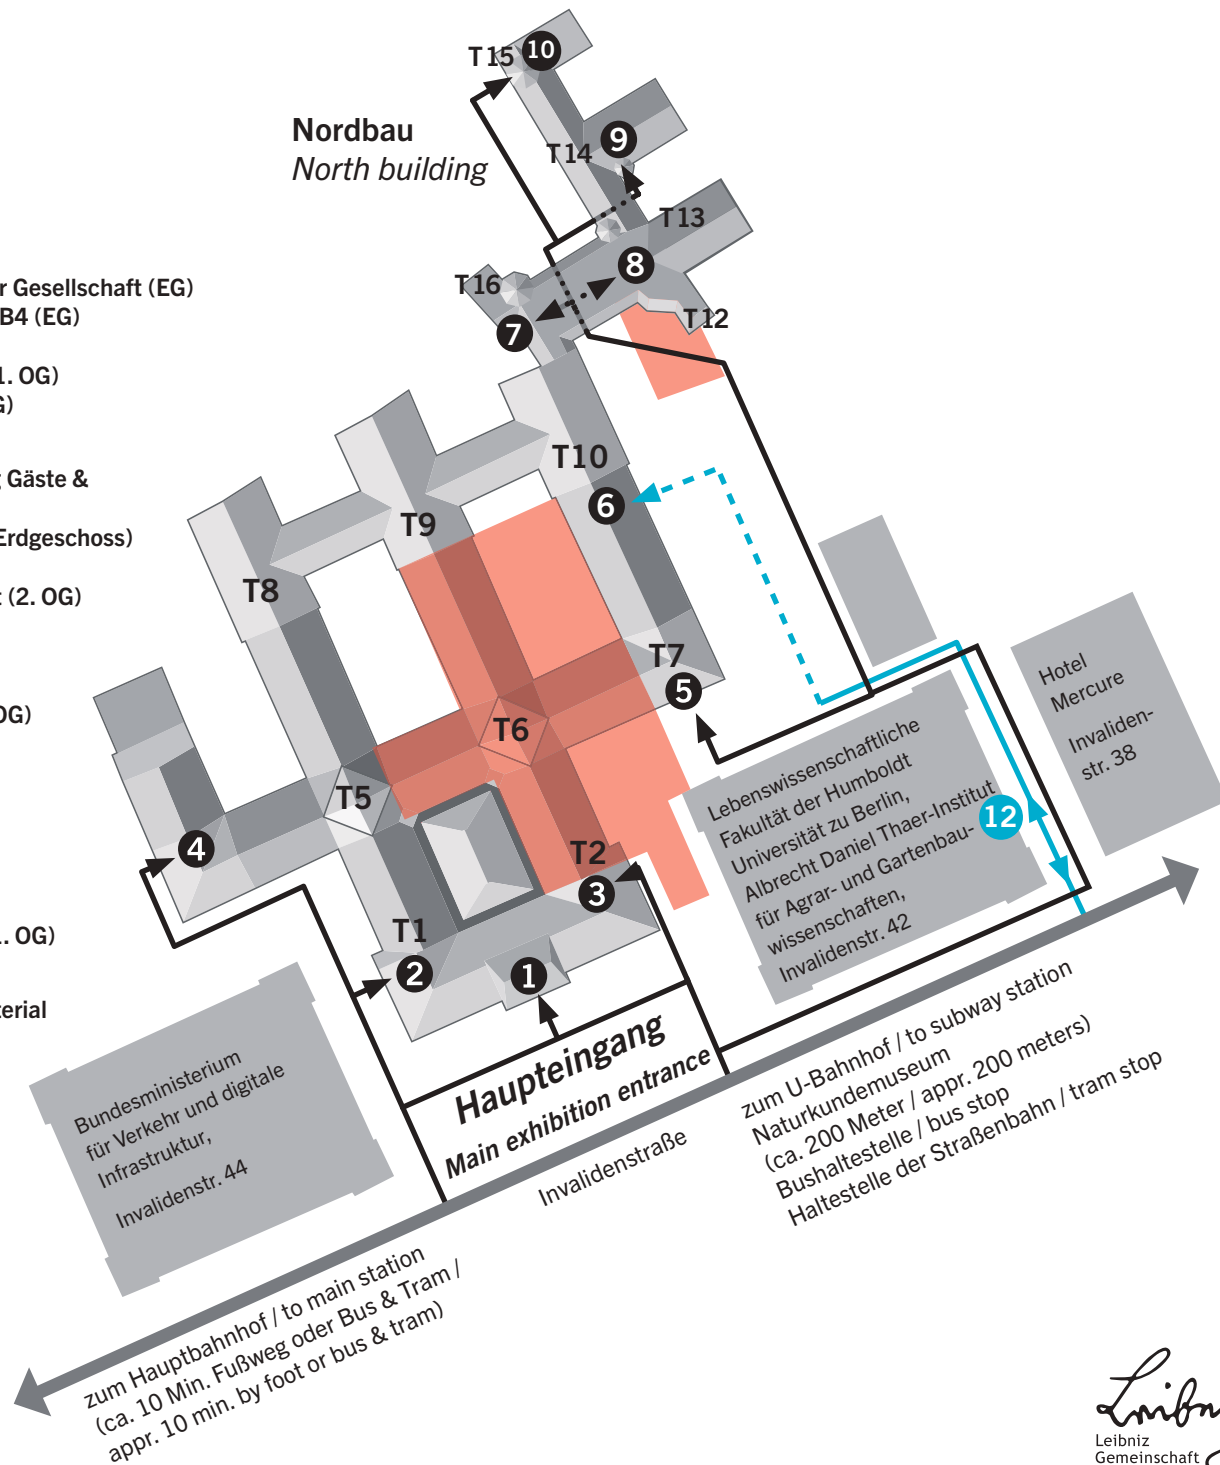 T15
10
Nordbau
North building
T14
9
T13
8
T16
7
T12
r Gesellschaft (EG)
B4 (EG)
1. OG)
G)
g Gäste &
Erdgeschoss)
t (2. OG)
OG)
1. OG)
terial
T10
6
T9
T8
T7
5
T6
T5
4
T2
3
T1
2
1
Hotel
Mercure
Invaliden-
str. 38
Lebenswissenschaftliche
Fakultät der Humboldt
Universität zu Berlin,
Albrecht Daniel Thaer-Institut
für Agrar- und Gartenbau-
wissenschaften,
Invalidenstr. 42
12
Bundesministerium
für Verkehr und digitale
Infrastruktur,
Invalidenstr. 44
Haupteingang
Main exhibition entrance
Invalidenstraße
zum U-Bahnhof / to subway station
Naturkundemuseum
(ca. 200 Meter / appr. 200 meters)
Bushaltestelle / bus stop
Haltestelle der Straßenbahn / tram stop
zum Hauptbahnhof / to main station
(ca. 10 Min. Fußweg oder Bus & Tram /
appr. 10 min. by foot or bus & tram)
Leibniz
Gemeinschaft